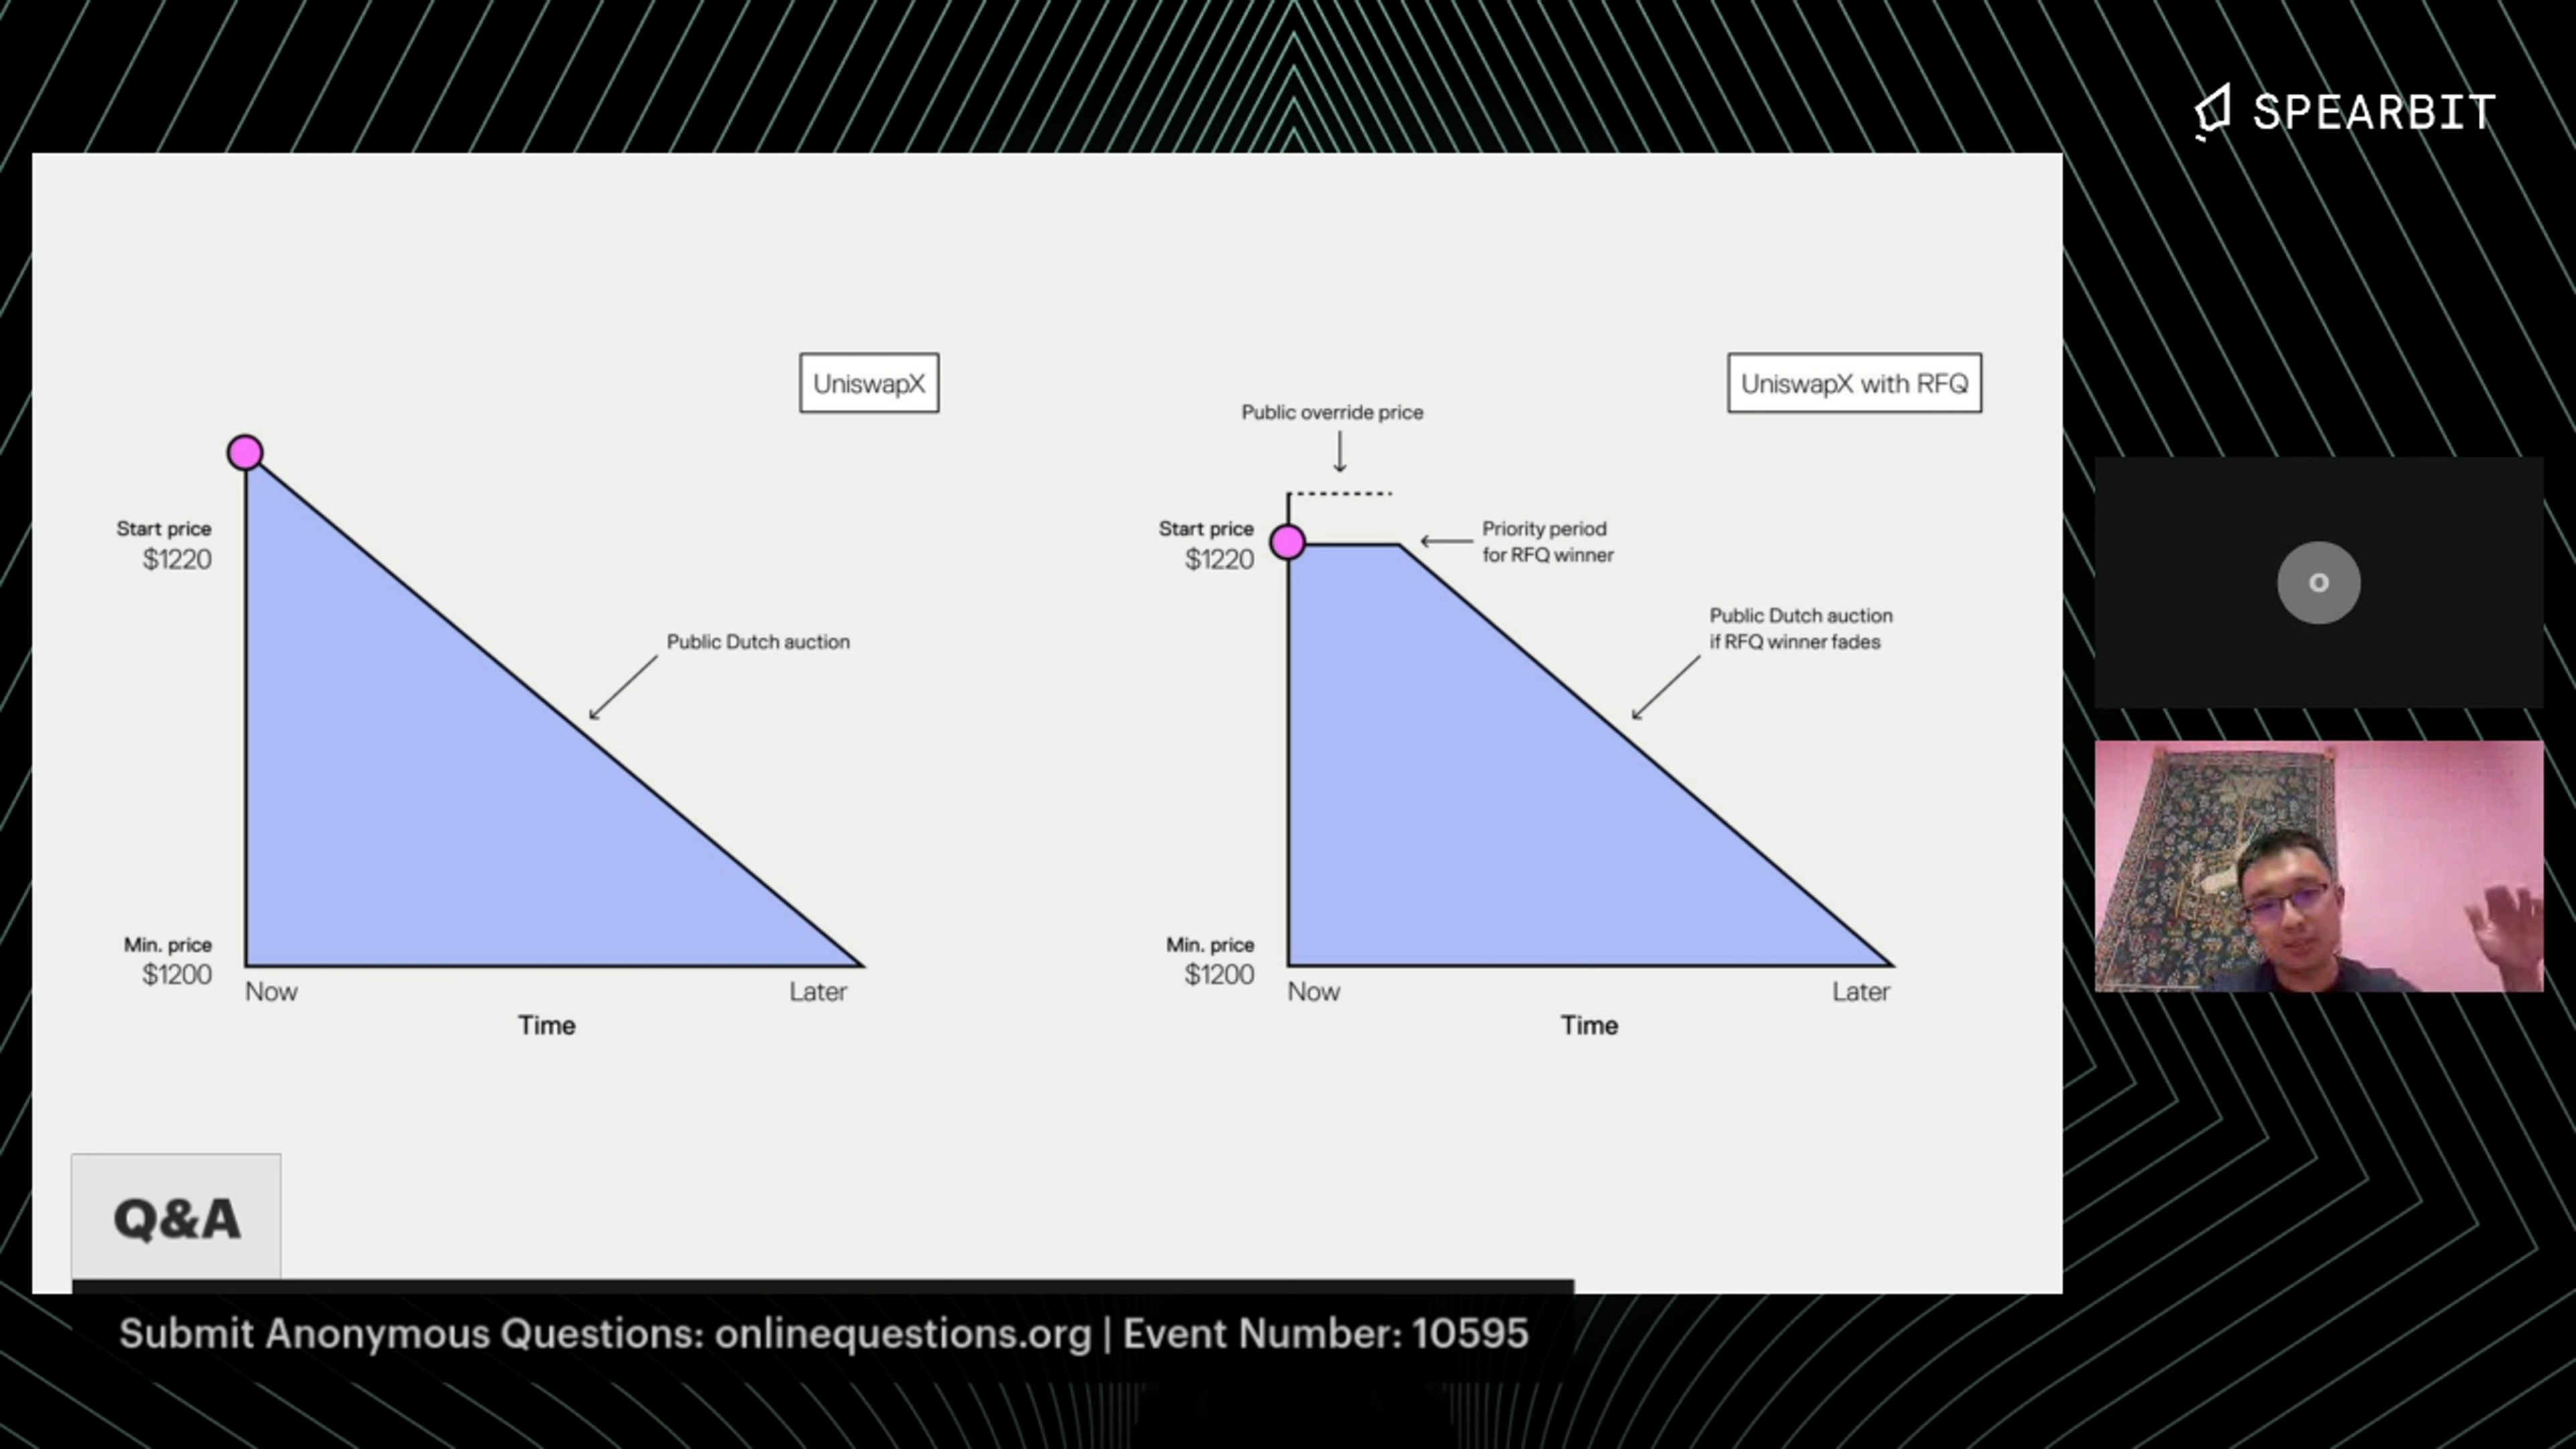 SPEARBIT
UniswapX
Start price
$1220
Public Dutch auction
Min. price
$1200
Now
Later
Time
UniswapX with RFQ
Public override price
Start price
$1220
Priority period
for RFQ winner
Public Dutch auction
if RFQ winner fades
Min. price
$1200
Now
Later
Time
O
Q&A
Submit Anonymous Questions: onlinequestions.org | Event Number: 10595